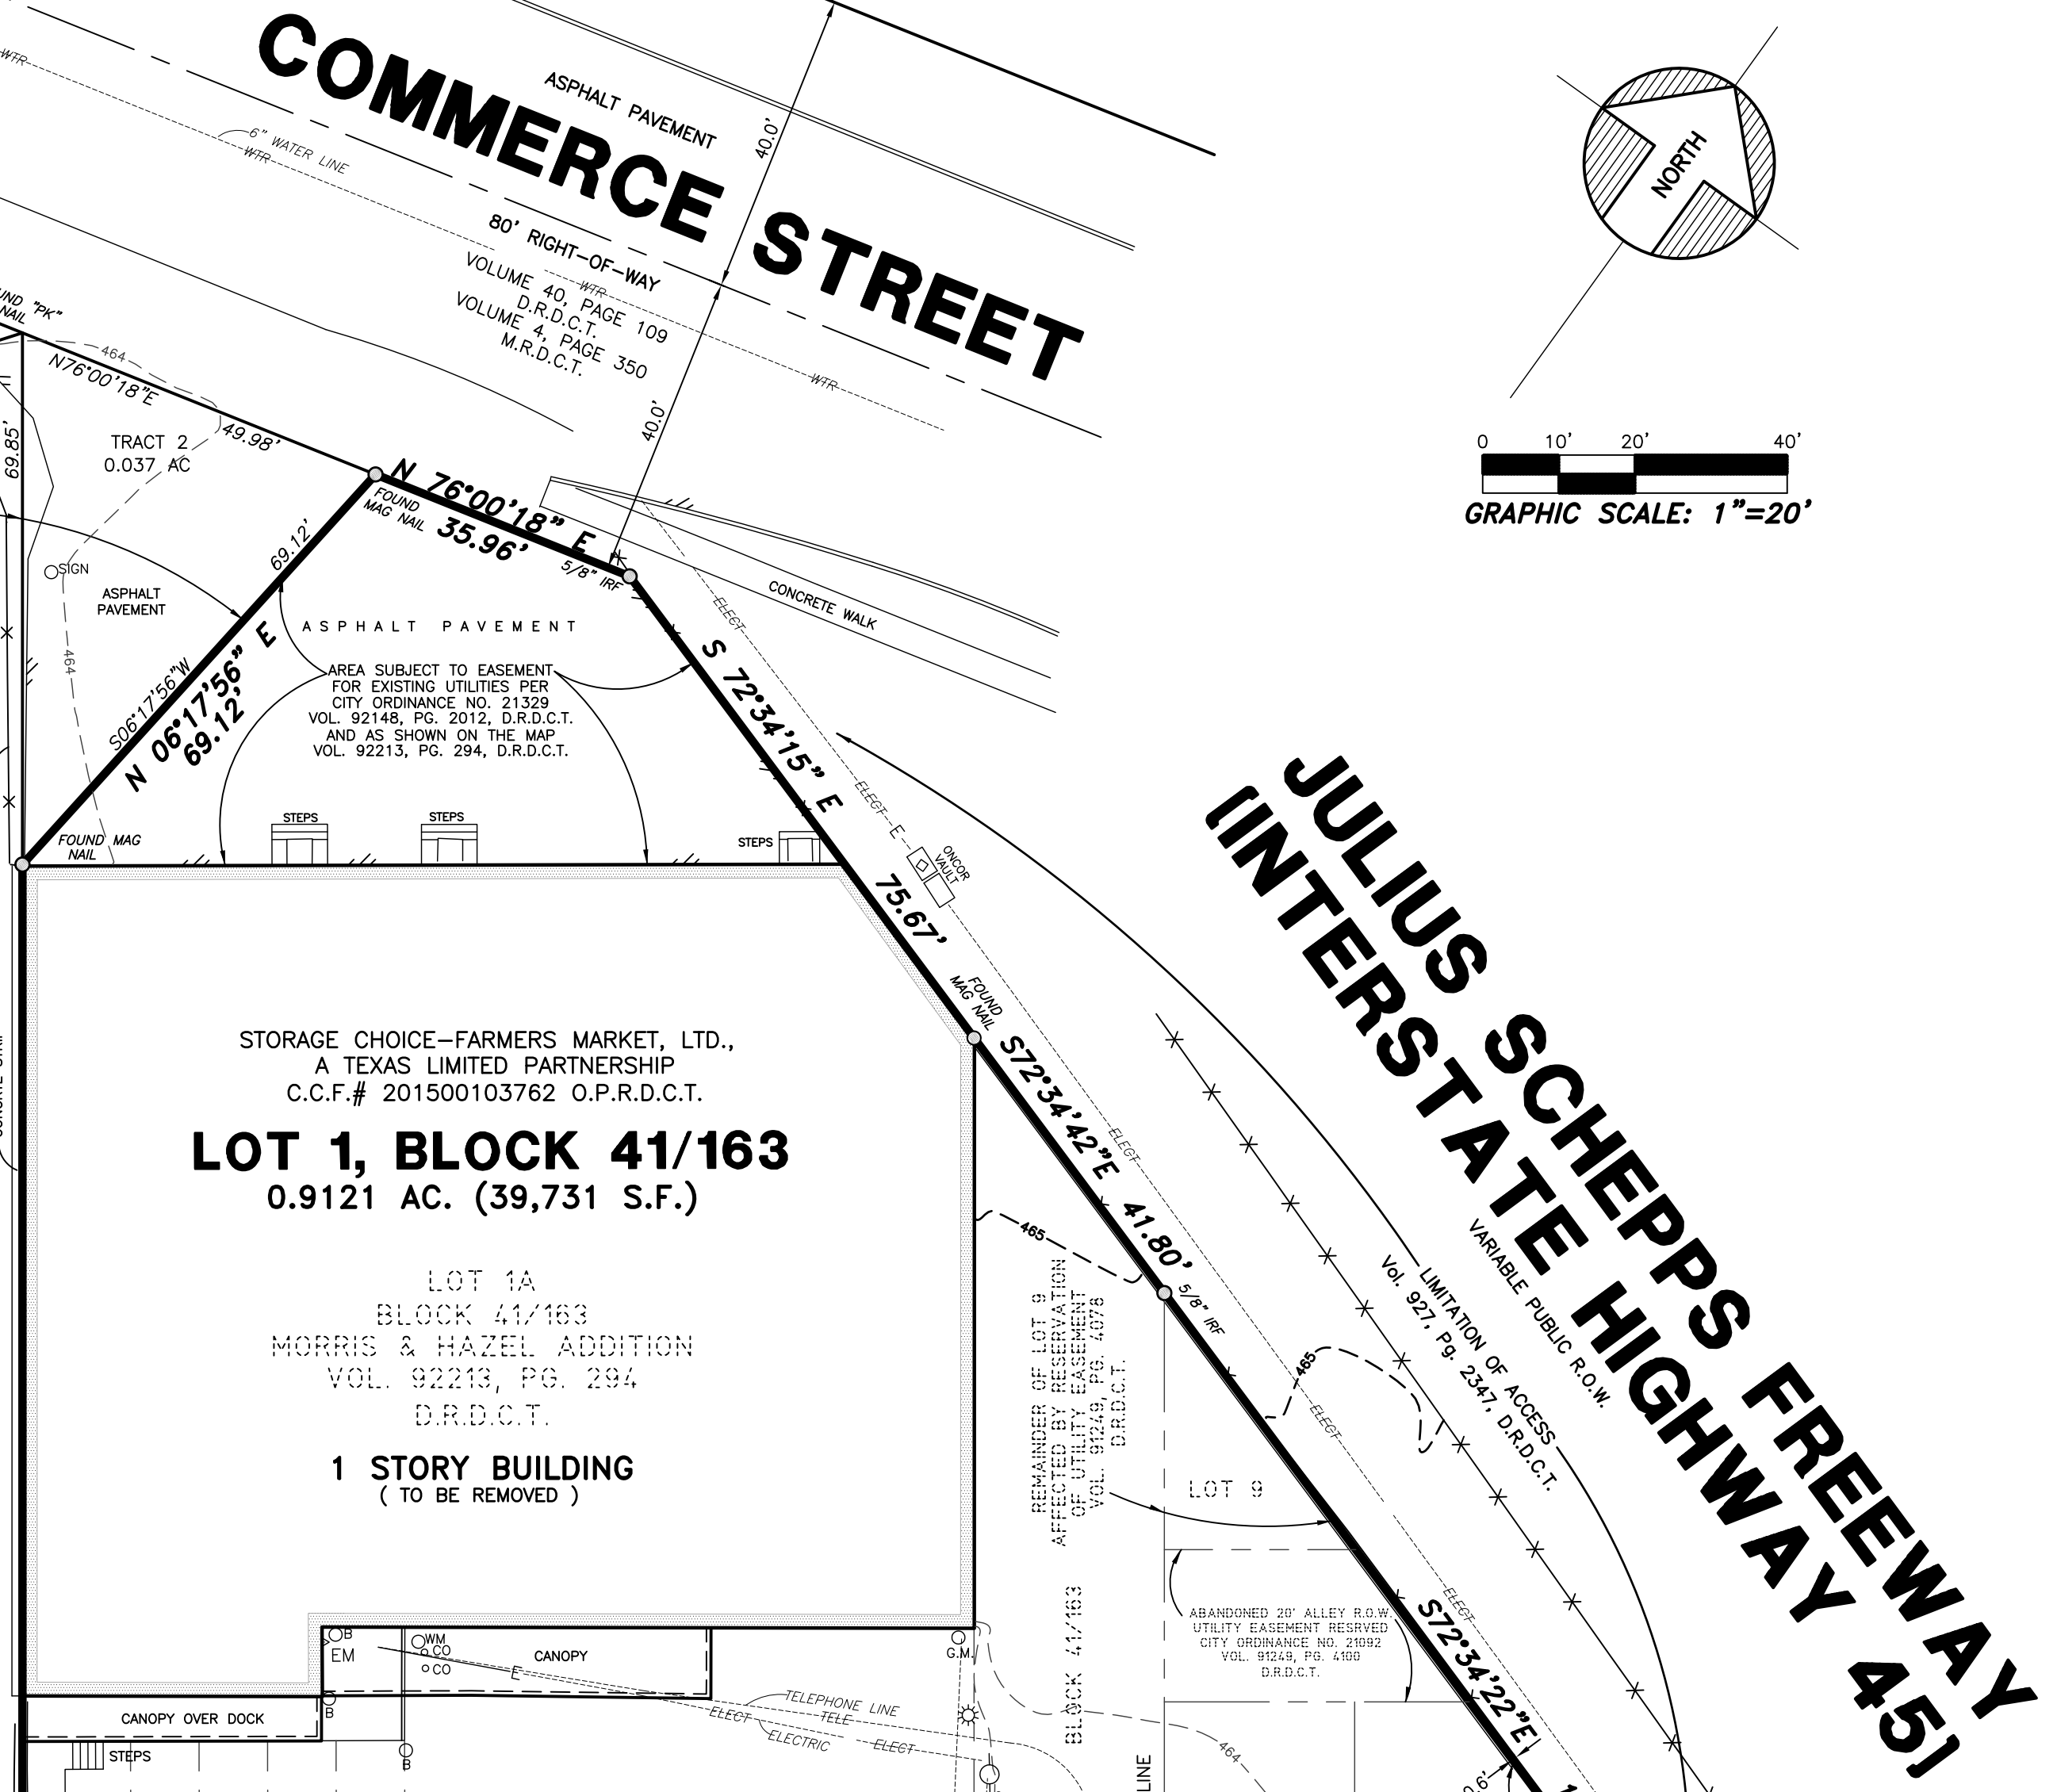 COMMERCE STREET
ASPHALT PAVEMENT
WTR
6" WATER LINE
WTR
40.0'
80' RIGHT-OF-WAY
WTR
VOLUME 40, PAGE 109
D.R.D.C.T.
VOLUME 4, PAGE 350
M.R.D.C.T.
WTR
40.0'
NORTH
0 10' 20' 40'
GRAPHIC SCALE: 1"=20'
"PK"
NAIL
464
N76°00'18"E
49.98'
69.85'
TRACT 2
0.037 AC
N 76°00'18" E
35.96'
FOUND
MAG NAIL
5/8" IRF
69.12'
SIGN
ASPHALT
PAVEMENT
464
S06°17'56"W
N 06°17'56" E
69.12'
ASPHALT PAVEMENT
AREA SUBJECT TO EASEMENT
FOR EXISTING UTILITIES PER
CITY ORDINANCE NO. 21329
VOL. 92148, PG. 2012, D.R.D.C.T.
AND AS SHOWN ON THE MAP
VOL. 92213, PG. 294, D.R.D.C.T.
CONCRETE WALK
ELECT
S 72°34'15" E
75.67'
ELECT
E
ONCOR
VAULT
STEPS
STEPS
STEPS
FOUND MAG
NAIL
FOUND
MAG NAIL
JULIUS SCHEPPS FREEWAY
(INTERSTATE HIGHWAY 45)
VARIABLE PUBLIC R.O.W.
LIMITATION OF ACCESS
Vol. 927, Pg. 2347, D.R.D.C.T.
STORAGE CHOICE-FARMERS MARKET, LTD.,
A TEXAS LIMITED PARTNERSHIP
C.C.F.# 201500103762 O.P.R.D.C.T.
LOT 1, BLOCK 41/163
0.9121 AC. (39,731 S.F.)
LOT 1A
BLOCK 41/163
MORRIS & HAZEL ADDITION
VOL. 92213, PG. 294
D.R.D.C.T.
1 STORY BUILDING
( TO BE REMOVED )
S72°34'42"E 41.80'
ELECT
465
5/8" IRF
465
REMAINDER OF LOT 9
AFFECTED BY RESERVATION
OF UTILITY EASEMENT
VOL. 91249, PG. 4078
D.R.D.C.T.
ELECT
LOT 9
BLOCK 41/163
ABANDONED 20' ALLEY R.O.W.
UTILITY EASEMENT RESRVED
CITY ORDINANCE NO. 21092
VOL. 91249, PG. 4100
D.R.D.C.T.
ELECT
S72°34'22"E
B
EM
WM
CO
CO
CANOPY
G.M.
E
B
CANOPY OVER DOCK
STEPS
B
TELEPHONE LINE
TELE
ELECT
ELECTRIC
ELECT
464
LINE